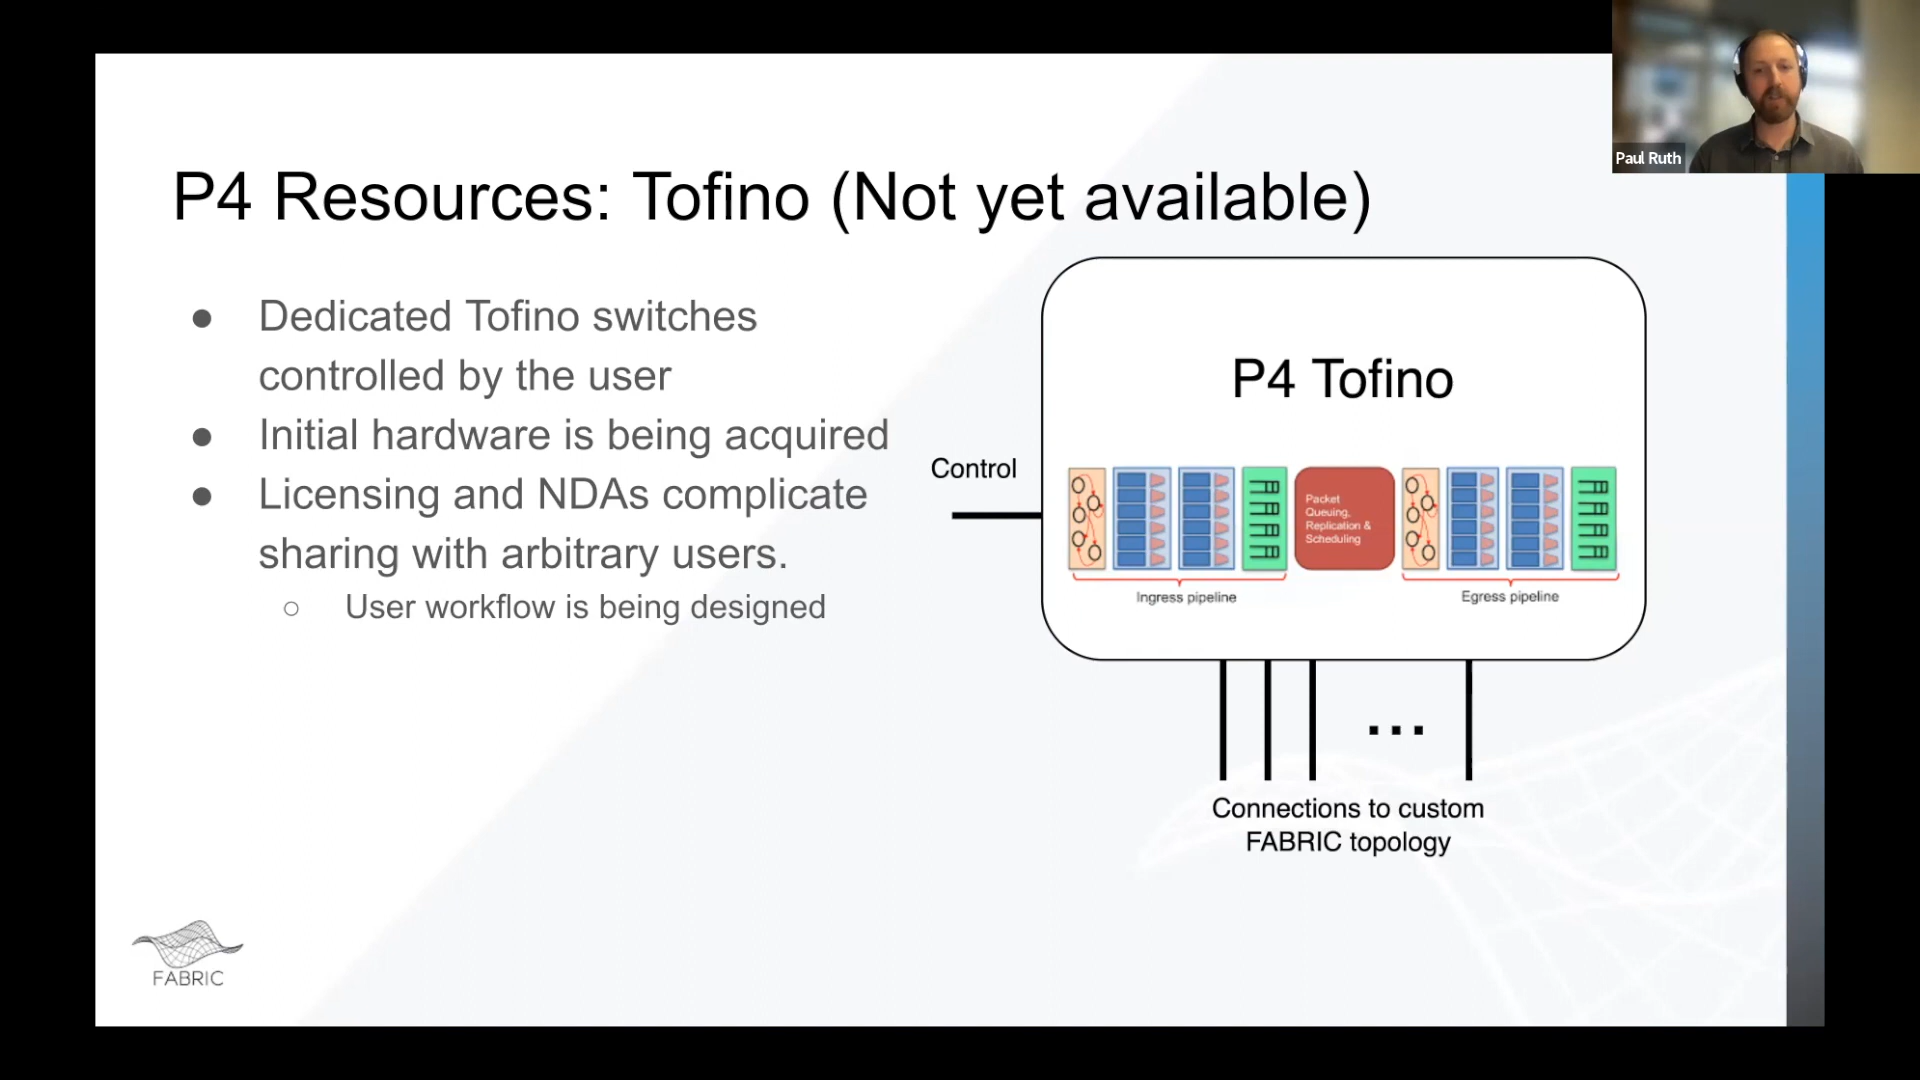 Paul Ruth
P4 Resources: Tofino (Not yet available)
● Dedicated Tofino switches
controlled by the user
● Initial hardware is being acquired
● Licensing and NDAs complicate
sharing with arbitrary users.
○ User workflow is being designed
P4 Tofino
Control
Packet
Queuing,
Replication &
Scheduling
Ingress pipeline
Egress pipeline
...
Connections to custom
FABRIC topology
FABRIC